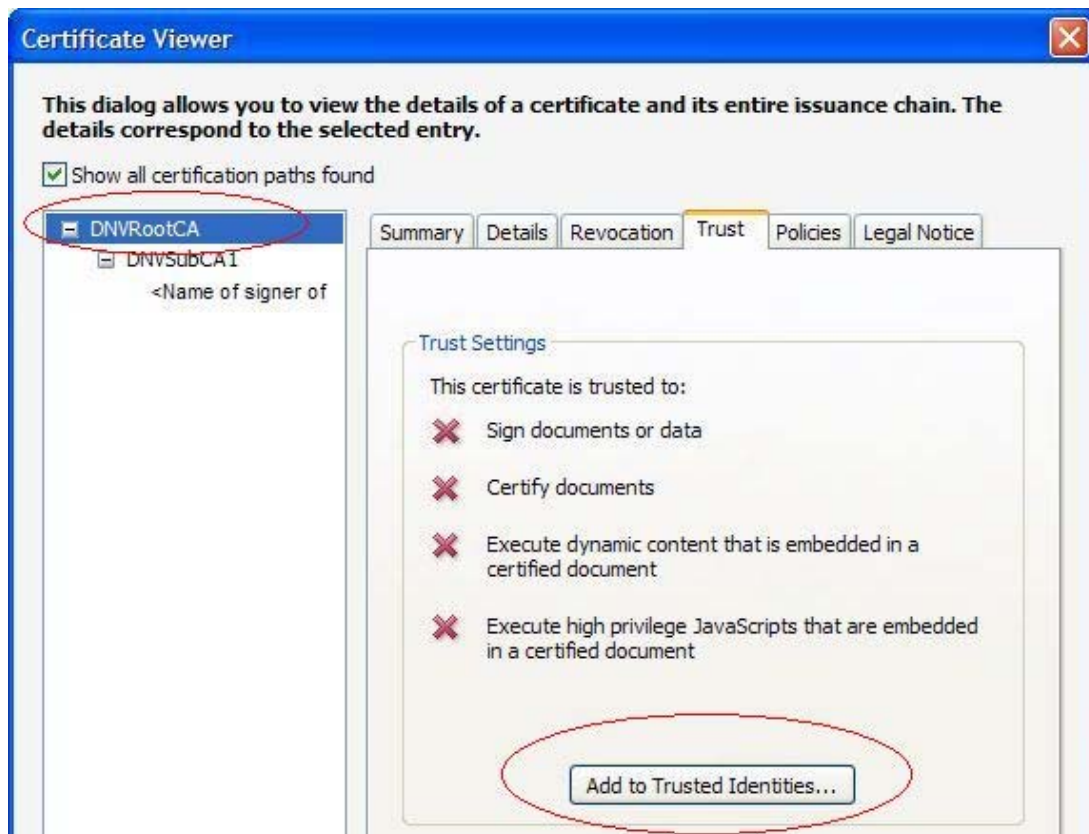 Certificate Viewer
This dialog allows you to view the details of a certificate and its entire issuance chain. The
details correspond to the selected entry.
Show all certification paths found
DNVRootCA
DNVSubCA1
<Name of signer of
Summary Details Revocation Trust Policies Legal Notice
Trust Settings
This certificate is trusted to:
Sign documents or data
Certify documents
Execute dynamic content that is embedded in a
certified document
Execute high privilege JavaScripts that are embedded
in a certified document
Add to Trusted Identities...